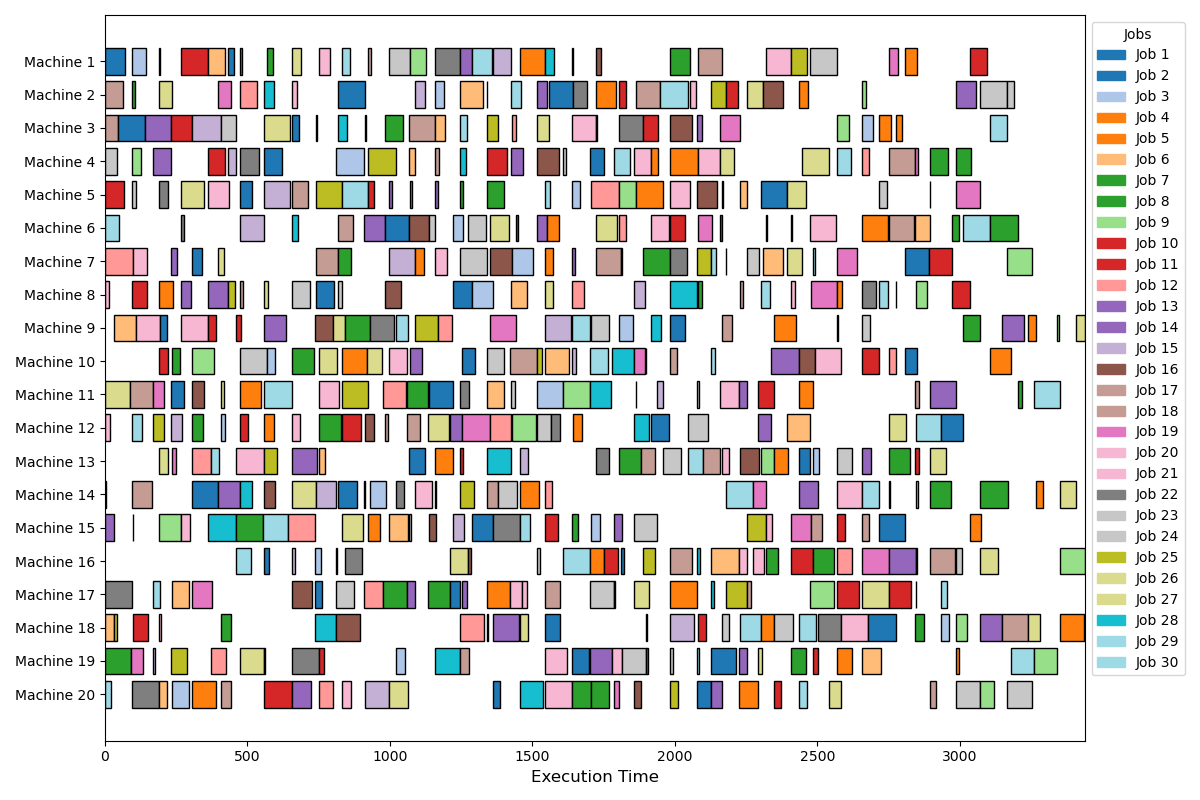 Machine 1
Machine 2
Machine 3
Machine 4
Machine 5
Machine 6
Machine 7
Machine 8
Machine 9
Machine 10
Machine 11
Machine 12
Machine 13
Machine 14
Machine 15
Machine 16
Machine 17
Machine 18
Machine 19
Machine 20
0 500 1000 1500 2000 2500 3000
Execution Time
Jobs
Job 1
Job 2
Job 3
Job 4
Job 5
Job 6
Job 7
Job 8
Job 9
Job 10
Job 11
Job 12
Job 13
Job 14
Job 15
Job 16
Job 17
Job 18
Job 19
Job 20
Job 21
Job 22
Job 23
Job 24
Job 25
Job 26
Job 27
Job 28
Job 29
Job 30